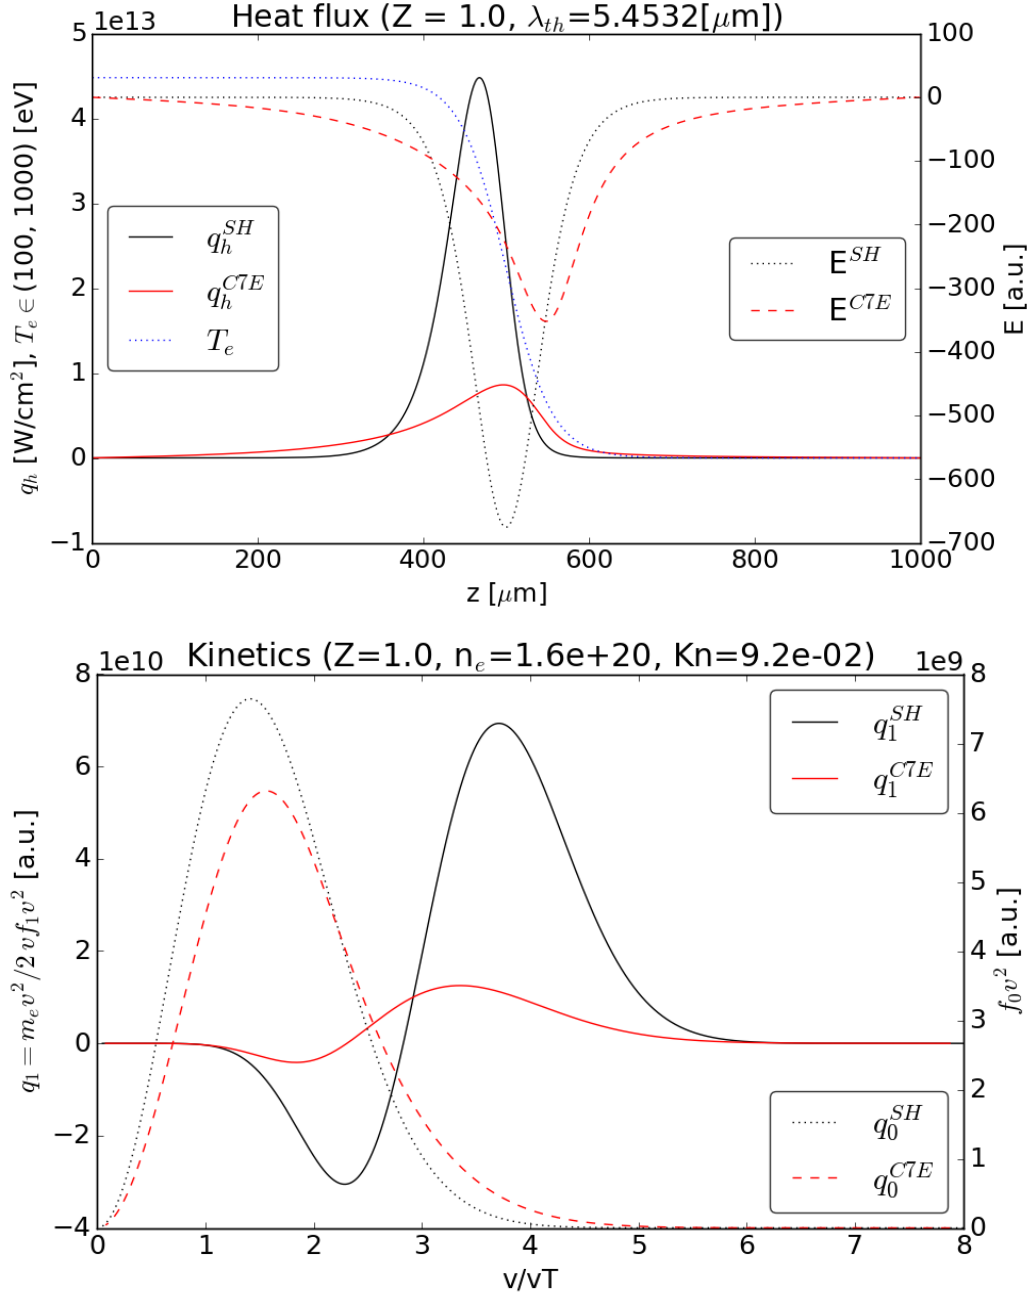 Heat flux (Z = 1.0, λ_th=5.4532[μm])
5 1e13
4
3
2
1
0
−1
q_h [W/cm²], T_e ∈ (100, 1000) [eV]
q_h^SH
q_h^C7E
T_e
E^SH
E^C7E
100
0
−100
−200
−300
−400
−500
−600
−700
E [a.u.]
0 200 400 600 800 1000
z [μm]
Kinetics (Z=1.0, n_e=1.6e+20, Kn=9.2e-02)
8 1e10
6
4
2
0
−2
−4
q_1 = m_e v²/2 v f_1 v² [a.u.]
q_1^SH
q_1^C7E
q_0^SH
q_0^C7E
1e9
8
7
6
5
4
3
2
1
0
f_0 v² [a.u.]
0 1 2 3 4 5 6 7 8
v/vT